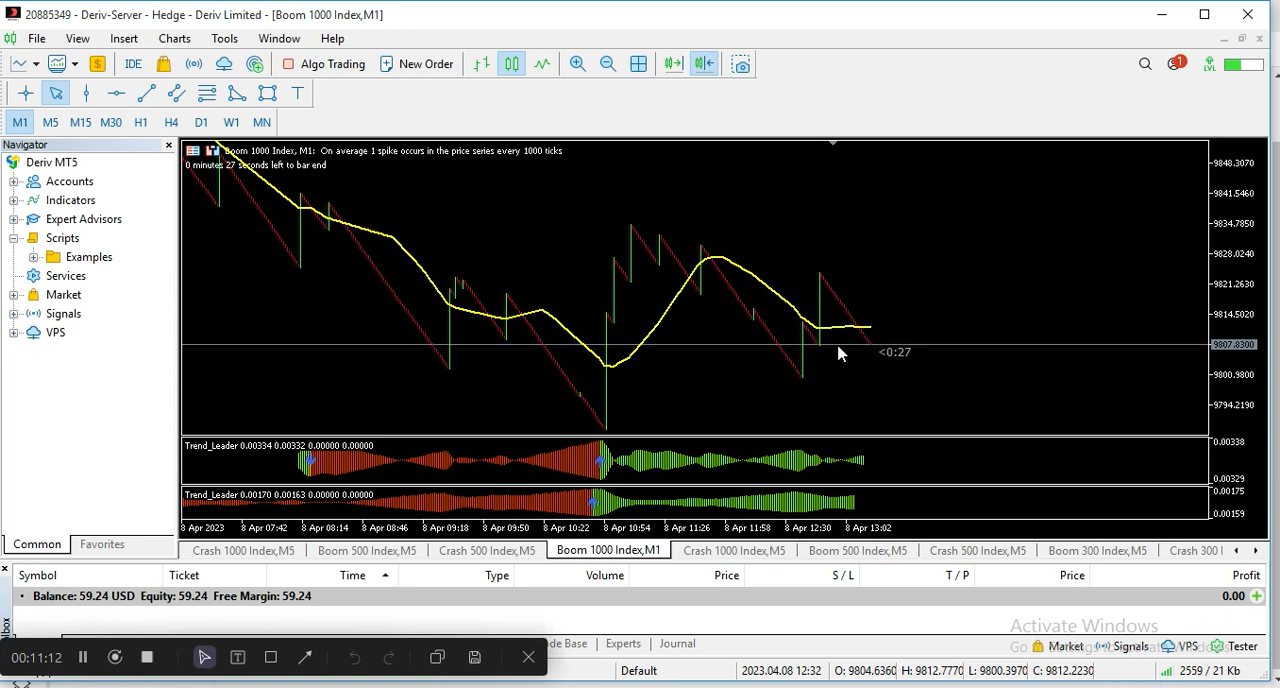 20885349 - Deriv-Server - Hedge - Deriv Limited - [Boom 1000 Index,M1]
File View Insert Charts Tools Window Help
IDE Algo Trading New Order 1 LVL
T
M1 M5 M15 M30 H1 H4 D1 W1 MN
Navigator
Deriv MT5
Accounts
Indicators
Expert Advisors
Scripts
Examples
Services
Market
Signals
VPS
Common Favorites
Boom 1000 Index, M1: On average 1 spike occurs in the price series every 1000 ticks
0 minutes 27 seconds left to bar end
9848.3070
9841.5460
9834.7850
9828.0240
9821.2630
9814.5020
9807.8300
9800.9800
9794.2190
<0:27
Trend_Leader 0.00334 0.00332 0.00000 0.00000
0.00338
0.00329
Trend_Leader 0.00170 0.00163 0.00000 0.00000
0.00175
0.00159
8 Apr 2023 8 Apr 07:42 8 Apr 08:14 8 Apr 08:46 8 Apr 09:18 8 Apr 09:50 8 Apr 10:22 8 Apr 10:54 8 Apr 11:26 8 Apr 11:58 8 Apr 12:30 8 Apr 13:02
Crash 1000 Index,M5 Boom 500 Index,M5 Crash 500 Index,M5 Boom 1000 Index,M1 Crash 1000 Index,M5 Boom 500 Index,M5 Crash 500 Index,M5 Boom 300 Index,M5 Crash 300 I
Symbol Ticket Time Type Volume Price S / L T / P Price Profit
Balance: 59.24 USD Equity: 59.24 Free Margin: 59.24 0.00
Activate Windows
de Base Experts Journal
Market Signals VPS Tester
00:11:12 T
Default 2023.04.08 12:32 O: 9804.6360 H: 9812.7770 L: 9800.3970 C: 9812.2230 2559 / 21 Kb